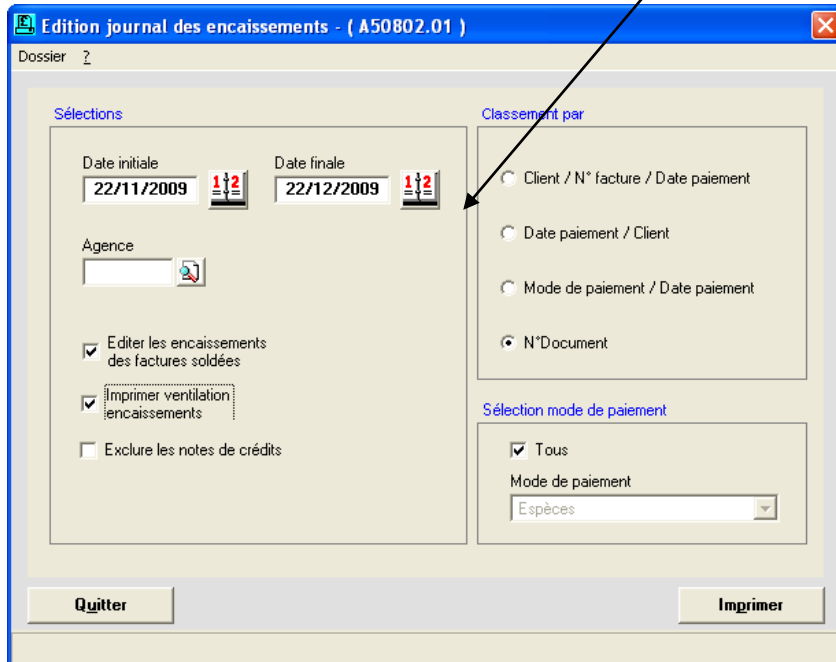 Edition journal des encaissements - ( A50802.01 )
Dossier ?
Sélections
Date initiale
22/11/2009
Date finale
22/12/2009
Agence
Editer les encaissements
des factures soldées
Imprimer ventilation
encaissements
Exclure les notes de crédits
Classement par
Client / N° facture / Date paiement
Date paiement / Client
Mode de paiement / Date paiement
N°Document
Sélection mode de paiement
Tous
Mode de paiement
Espèces
Quitter
Imprimer